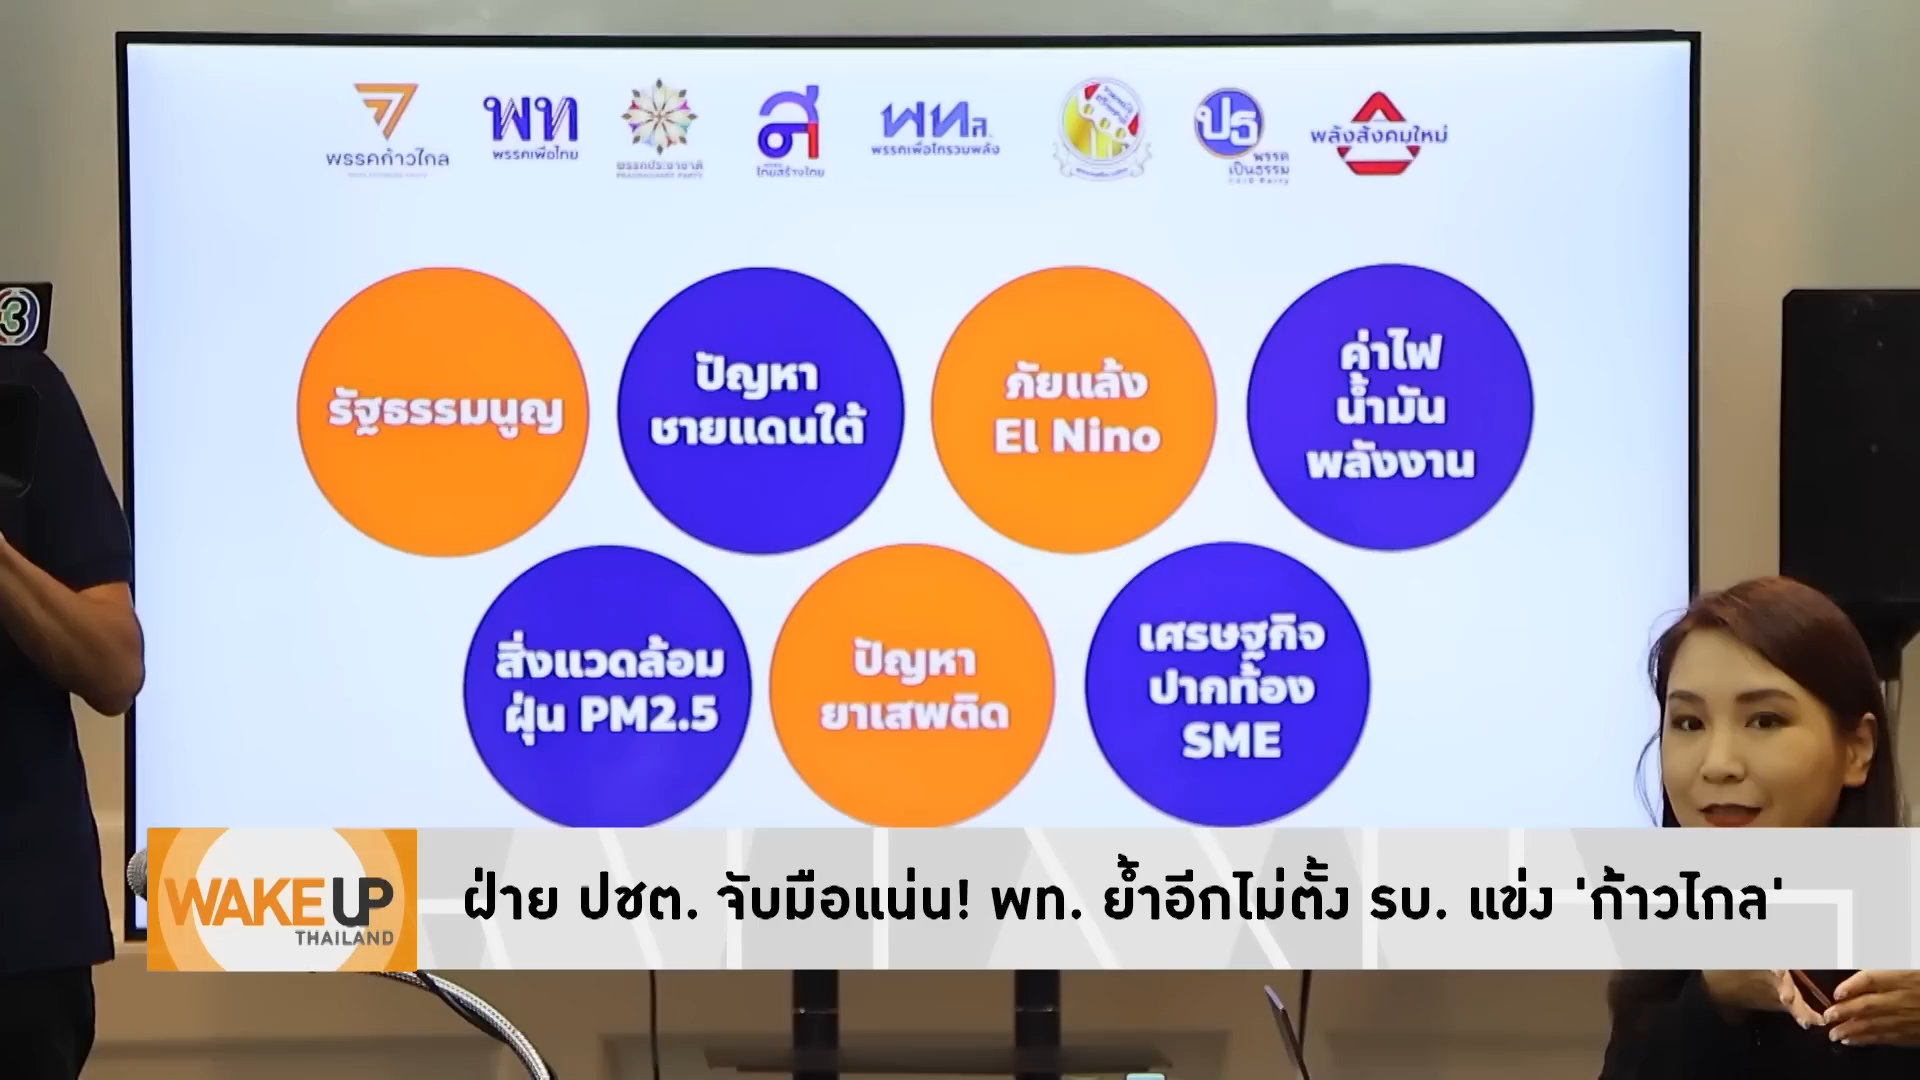 พรรคก้าวไกล
พท
พรรคเพื่อไทย
พรรคประชาชาติ
PRACHACHART PARTY
ไทยสร้างไทย
พทส.
พรรคเพื่อไทรวมพลัง
ปธ
พรรค
เป็นธรรม
FAIR Party
พลังสังคมใหม่
3
รัฐธรรมนูญ
ปัญหา
ชายแดนใต้
ภัยแล้ง
El Nino
ค่าไฟ
น้ำมัน
พลังงาน
สิ่งแวดล้อม
ฝุ่น PM2.5
ปัญหา
ยาเสพติด
เศรษฐกิจ
ปากท้อง
SME
WAKE UP
THAILAND
ฝ่าย ปชต. จับมือแน่น! พท. ย้ำอีกไม่ตั้ง รบ. แข่ง 'ก้าวไกล'